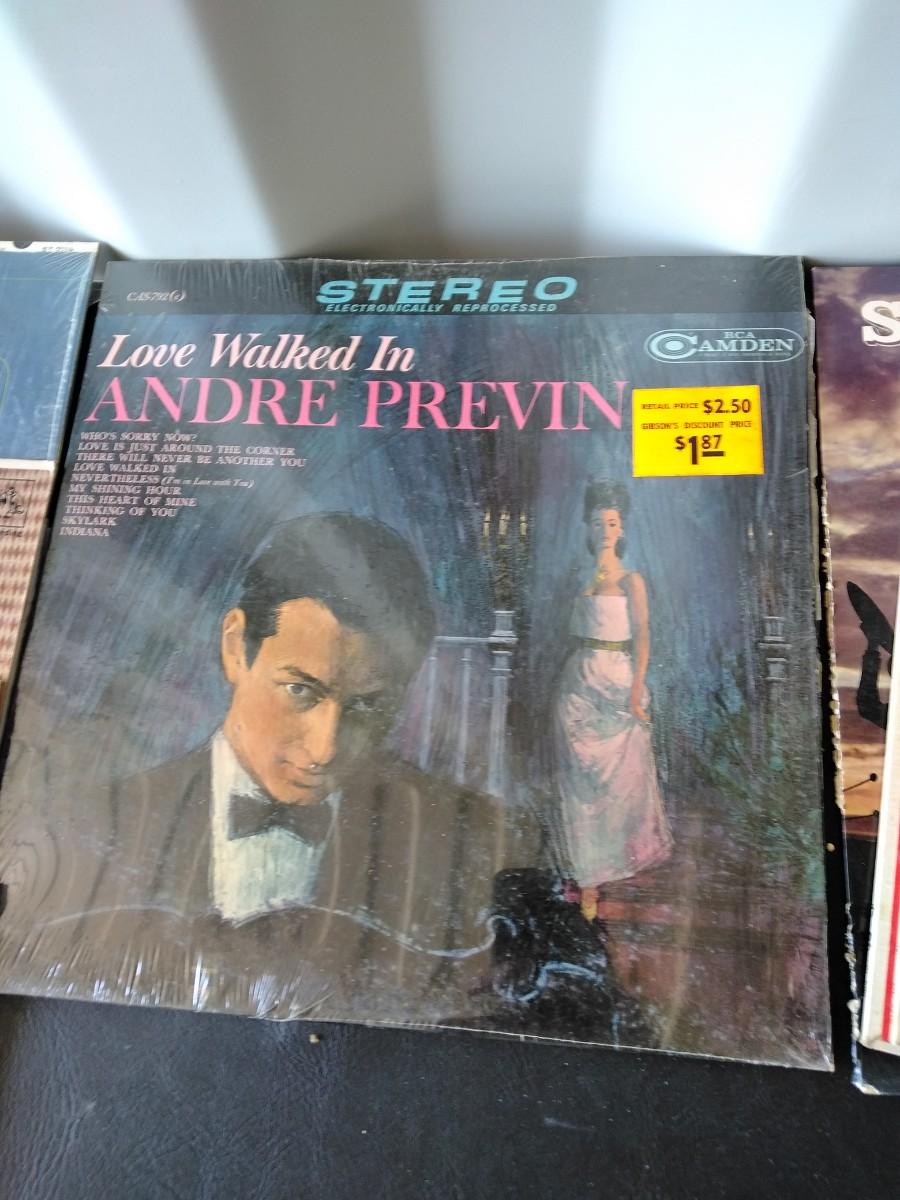 CAS-792(e)
STEREO
ELECTRONICALLY REPROCESSED
Love Walked In
ANDRE PREVIN
RCA
CAMDEN
RETAIL PRICE $2.50
GIBSON'S DISCOUNT PRICE
$1.87
WHO'S SORRY NOW?
LOVE IS JUST AROUND THE CORNER
THERE WILL NEVER BE ANOTHER YOU
LOVE WALKED IN
NEVERTHELESS (I'm in Love with You)
MY SHINING HOUR
THIS HEART OF MINE
THINKING OF YOU
SKYLARK
INDIANA
S